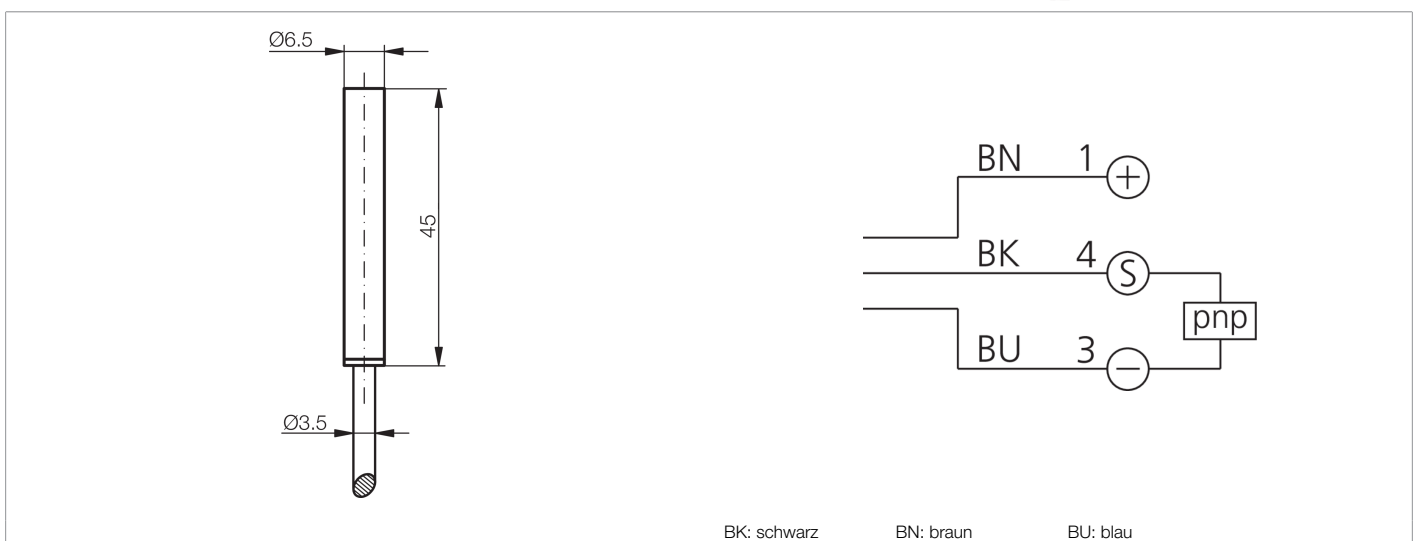 Ø6.5
45
Ø3.5
BN 1 +
BK 4 S
pnp
BU 3 −
BK: schwarz BN: braun BU: blau